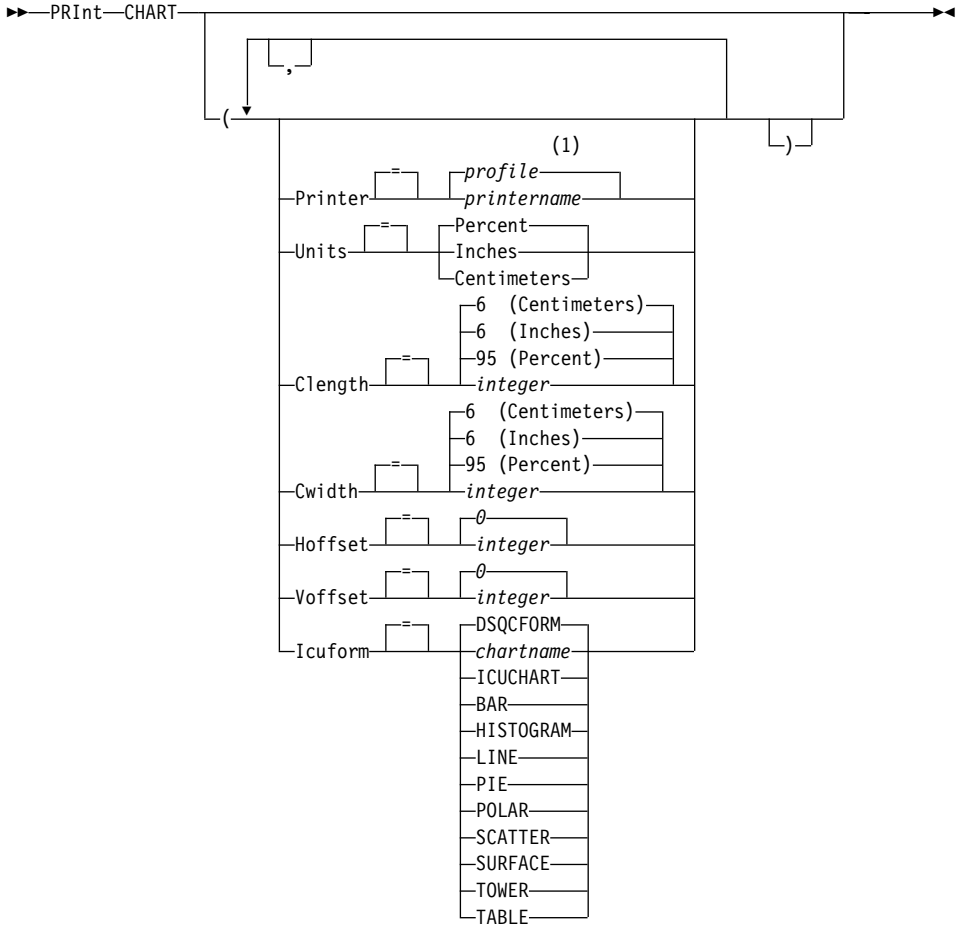 PRInt CHART
,
(
)
(1)
= profile
Printer printername
= Percent
Units Inches
Centimeters
6 (Centimeters)
6 (Inches)
= 95 (Percent)
Clength integer
6 (Centimeters)
6 (Inches)
= 95 (Percent)
Cwidth integer
= 0
Hoffset integer
= 0
Voffset integer
= DSQCFORM
Icuform chartname
ICUCHART
BAR
HISTOGRAM
LINE
PIE
POLAR
SCATTER
SURFACE
TOWER
TABLE